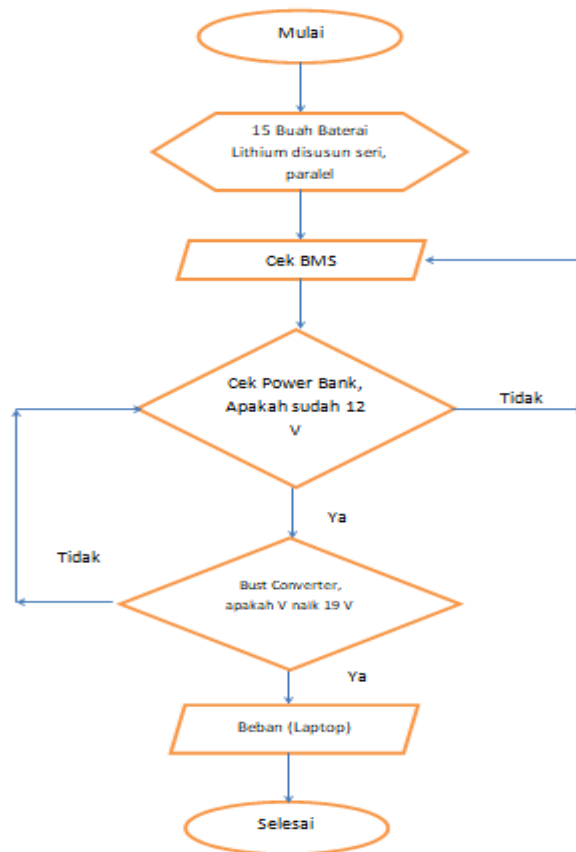 Mulai
15 Buah Baterai
Lithium disusun seri,
paralel
Cek BMS
Cek Power Bank,
Apakah sudah 12
V
Tidak
Ya
Tidak
Bust Converter,
apakah V naik 19 V
Ya
Beban (Laptop)
Selesai